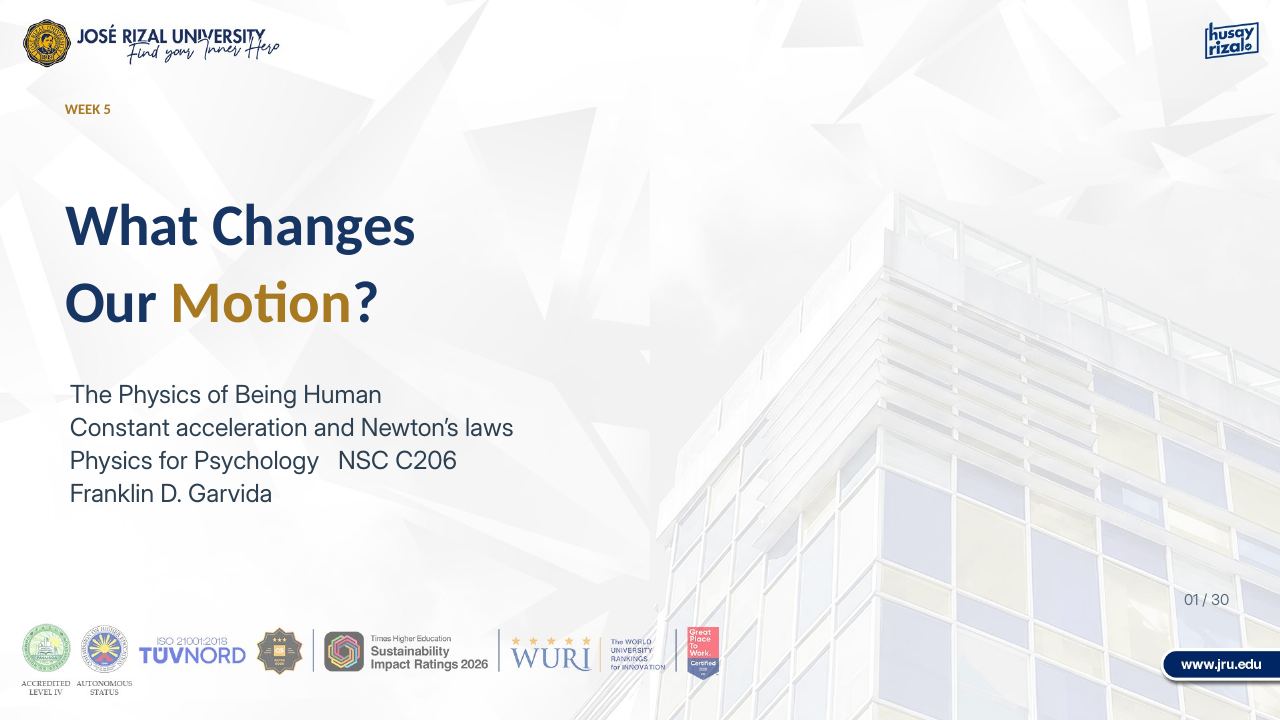 JOSÉ RIZAL UNIVERSITY
Find your Inner Hero
husay
rizal
WEEK 5
What Changes
Our Motion?
The Physics of Being Human
Constant acceleration and Newton's laws
Physics for Psychology NSC C206
Franklin D. Garvida
01 / 30
ACCREDITED
LEVEL IV
AUTONOMOUS
STATUS
ISO 21001:2018
TÜVNORD
Times Higher Education
Sustainability
Impact Ratings 2026
WURI
The WORLD
UNIVERSITY
RANKINGS
for INNOVATION
Great
Place
To
Work.
Certified
www.jru.edu